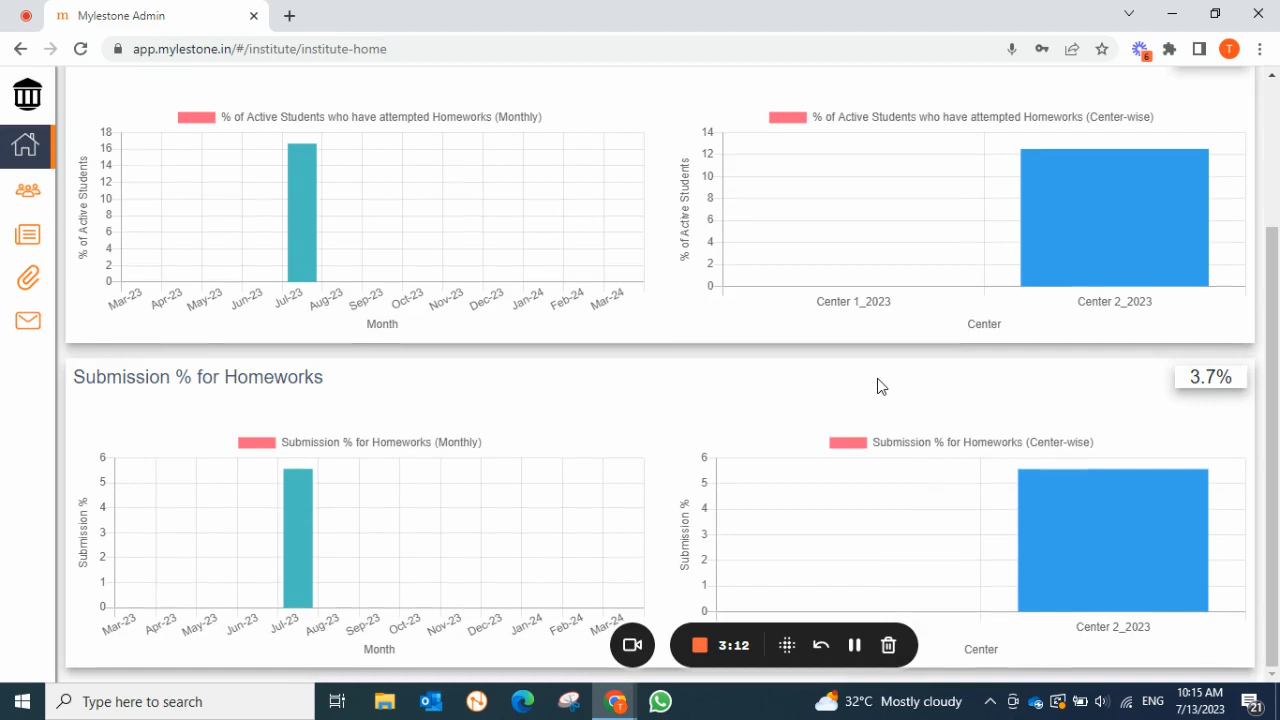 m Mylestone Admin
app.mylestone.in/#/institute/institute-home
6
T
% of Active Students who have attempted Homeworks (Monthly)
% of Active Students
18
16
14
12
10
8
6
4
2
0
Mar-23 Apr-23 May-23 Jun-23 Jul-23 Aug-23 Sep-23 Oct-23 Nov-23 Dec-23 Jan-24 Feb-24 Mar-24
Month
% of Active Students who have attempted Homeworks (Center-wise)
% of Active Students
14
12
10
8
6
4
2
0
Center 1_2023 Center 2_2023
Center
Submission % for Homeworks
3.7%
Submission % for Homeworks (Monthly)
Submission %
6
5
4
3
2
1
0
Mar-23 Apr-23 May-23 Jun-23 Jul-23 Aug-23 Sep-23 Oct-23 Nov-23 Dec-23 Jan-24 Feb-24 Mar-24
Month
Submission % for Homeworks (Center-wise)
Submission %
6
5
4
3
2
1
0
Center 2_2023
Center
3:12
Type here to search
T
32°C Mostly cloudy
ENG
10:15 AM
7/13/2023
21